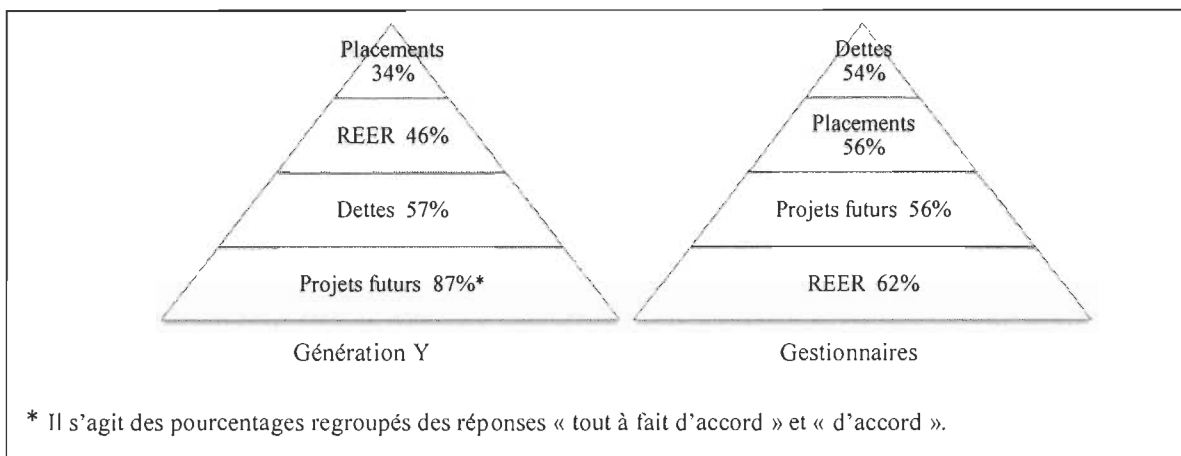 Placements
34%
REER 46%
Dettes 57%
Projets futurs 87%*
Génération Y
Dettes
54%
Placements
56%
Projets futurs 56%
REER 62%
Gestionnaires
* Il s'agit des pourcentages regroupés des réponses « tout à fait d'accord » et « d'accord ».